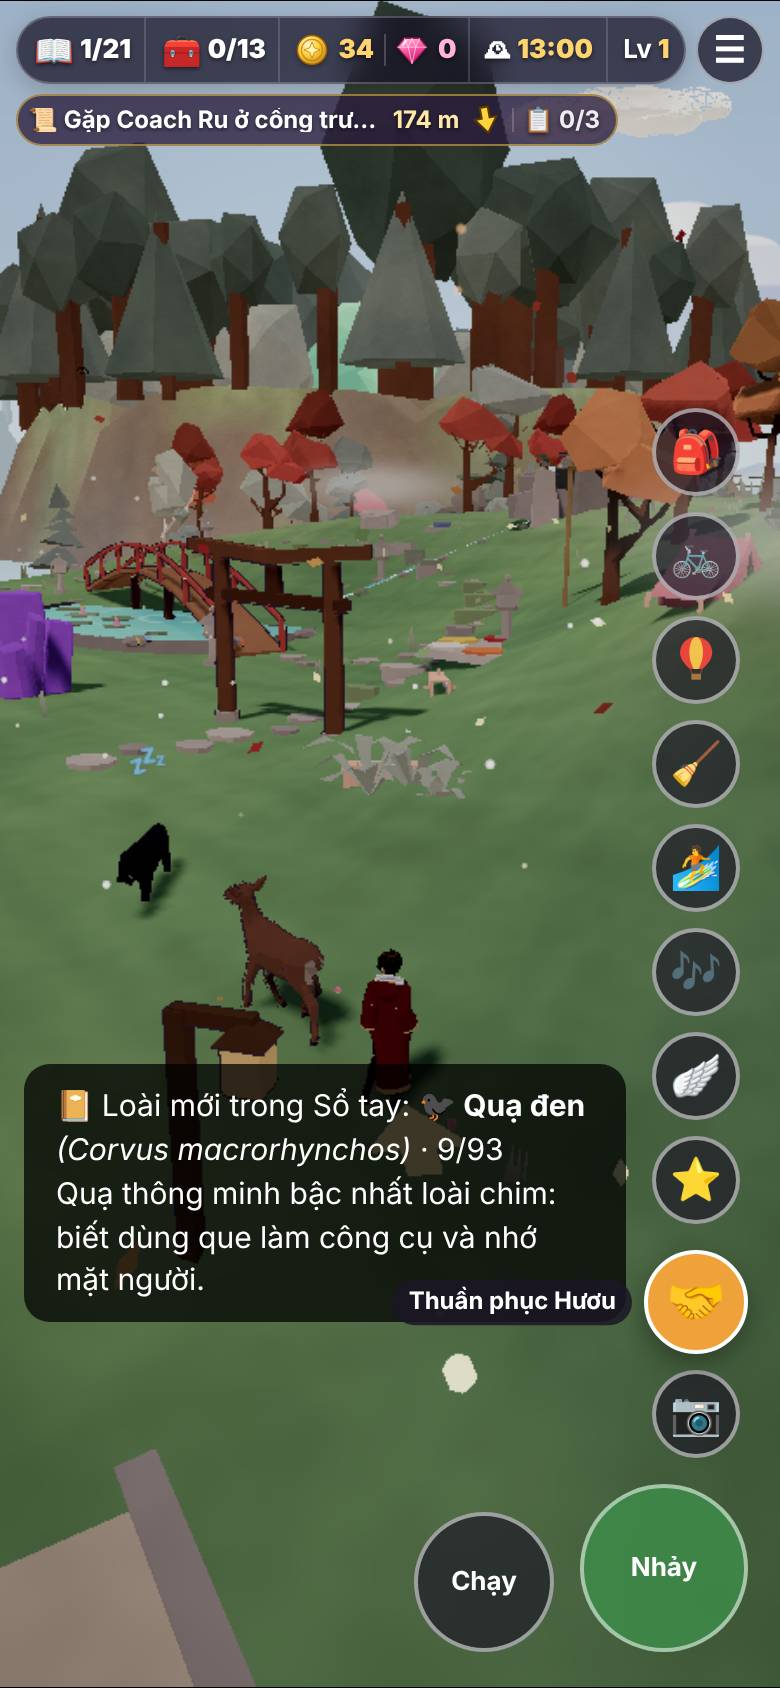 1/21
0/13
34
0
13:00
Lv 1
Gặp Coach Ru ở cổng trư... 174 m
0/3
zzz
Loài mới trong Sổ tay: Quạ đen
(Corvus macrorhynchos) · 9/93
Quạ thông minh bậc nhất loài chim:
biết dùng que làm công cụ và nhớ
mặt người.
Thuần phục Hươu
Chạy
Nhảy